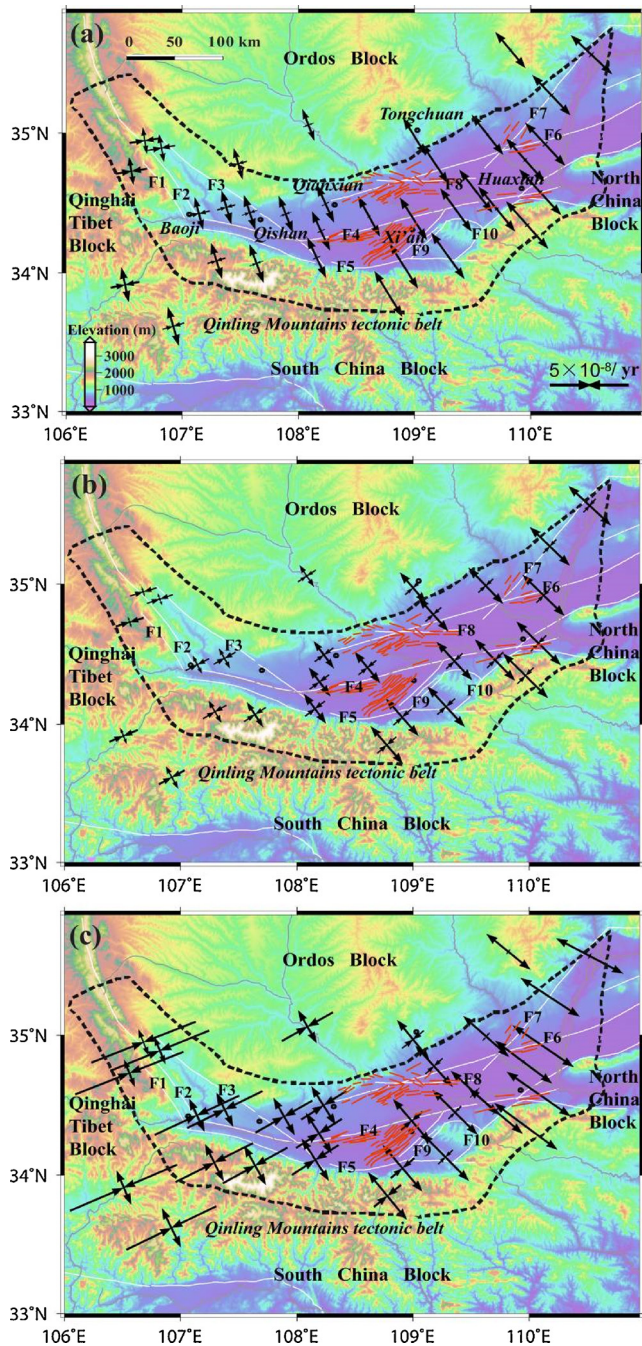 (a)
0 50 100 km
Ordos Block
Tongchuan
35°N
F7
F6
F1
Qinghai
Tibet
Block
F2
F3
Qianxian
F8
Huaxian
North
China
Block
Baoji
Qishan
F4
Xi'an
F9
F10
F5
34°N
Elevation (m)
3000
2000
1000
Qinling Mountains tectonic belt
South China Block
5×10⁻⁸/ yr
33°N
106°E 107°E 108°E 109°E 110°E
(b)
Ordos Block
35°N
F7
F6
F1
Qinghai
Tibet
Block
F2
F3
F8
North
China
Block
F4
F10
F9
F5
34°N
Qinling Mountains tectonic belt
South China Block
33°N
106°E 107°E 108°E 109°E 110°E
(c)
Ordos Block
35°N
F7
F6
F1
Qinghai
Tibet
Block
F2
F3
F8
North
China
Block
F4
F10
F9
F5
34°N
Qinling Mountains tectonic belt
South China Block
33°N
106°E 107°E 108°E 109°E 110°E